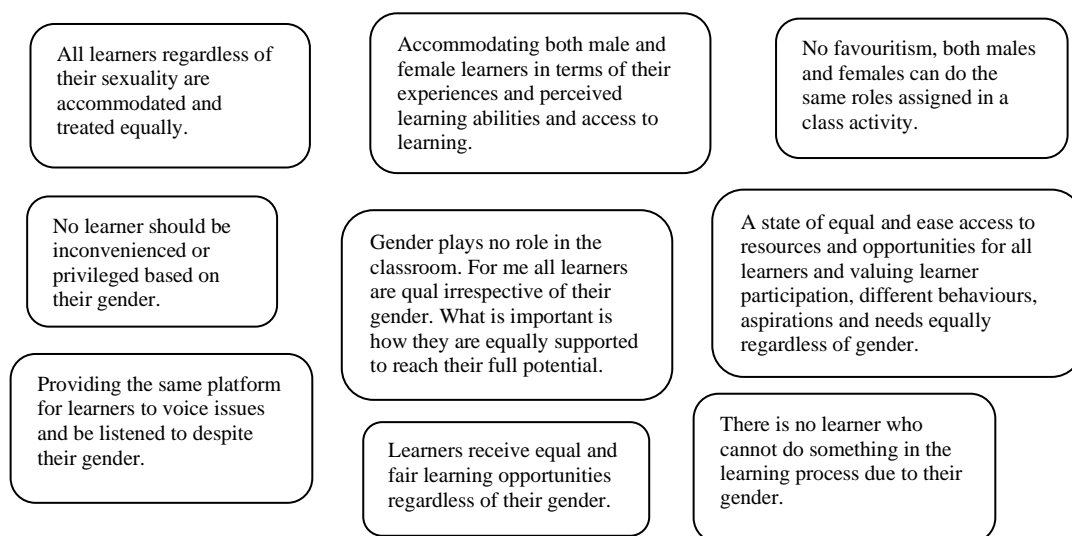 All learners regardless of
their sexuality are
accommodated and
treated equally.
Accommodating both male and
female learners in terms of their
experiences and perceived
learning abilities and access to
learning.
No favouritism, both males
and females can do the
same roles assigned in a
class activity.
No learner should be
inconvenienced or
privileged based on
their gender.
Gender plays no role in the
classroom. For me all learners
are qual irrespective of their
gender. What is important is
how they are equally supported
to reach their full potential.
A state of equal and ease access to
resources and opportunities for all
learners and valuing learner
participation, different behaviours,
aspirations and needs equally
regardless of gender.
Providing the same platform
for learners to voice issues
and be listened to despite
their gender.
Learners receive equal and
fair learning opportunities
regardless of their gender.
There is no learner who
cannot do something in the
learning process due to their
gender.